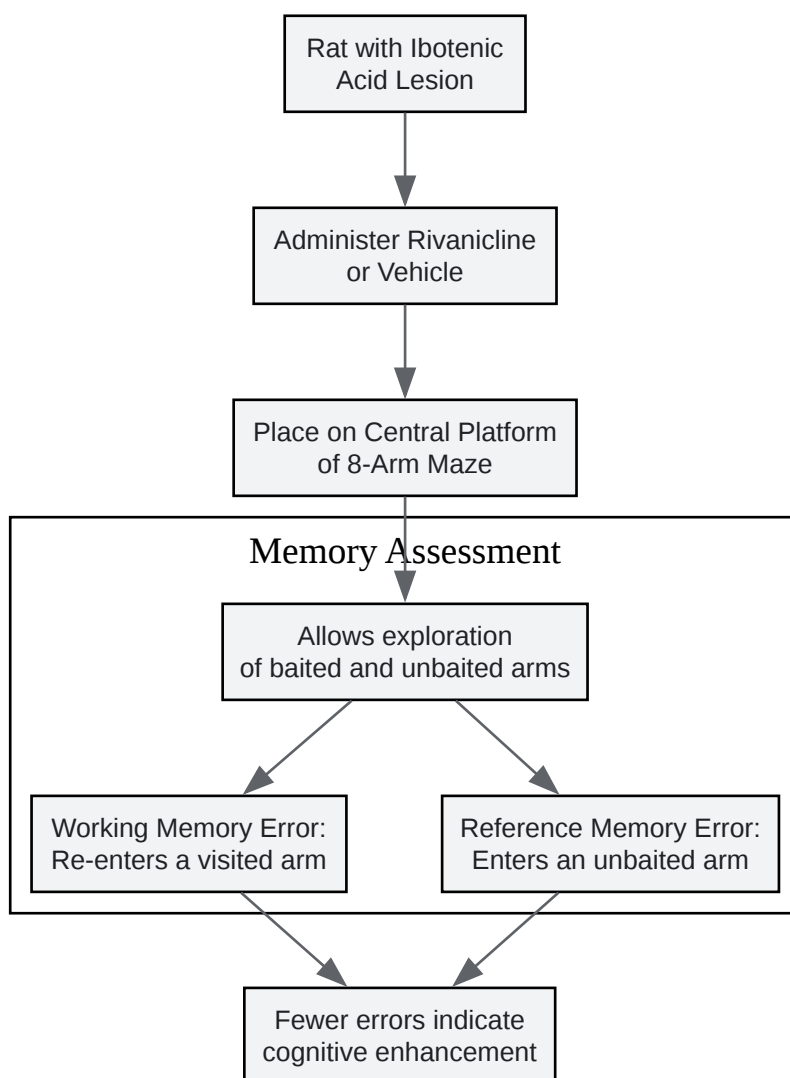 Rat with Ibotenic
Acid Lesion
Administer Rivanicline
or Vehicle
Place on Central Platform
of 8-Arm Maze
Memory Assessment
Allows exploration
of baited and unbaited arms
Working Memory Error:
Re-enters a visited arm
Reference Memory Error:
Enters an unbaited arm
Fewer errors indicate
cognitive enhancement